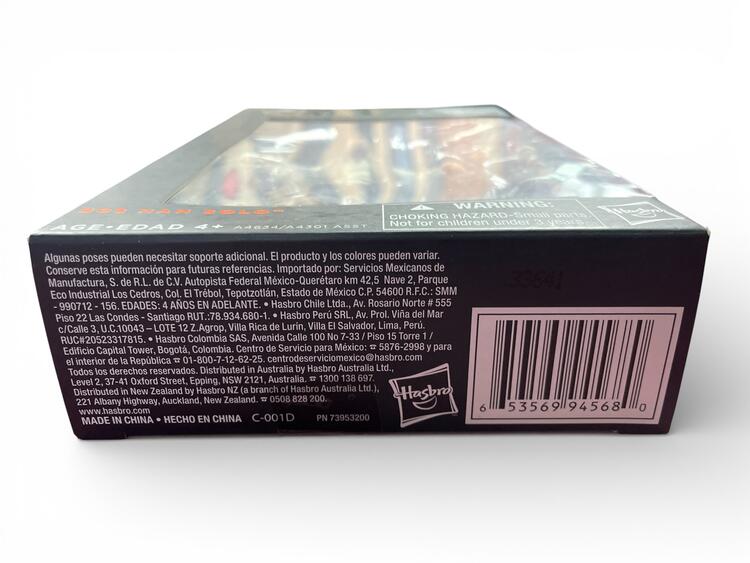 08 HAN SOLO™
AGE•EDAD 4+ A4634/A4301 ASST
WARNING:
CHOKING HAZARD-Small parts
Not for children under 3 years.
Hasbro
Algunas poses pueden necesitar soporte adicional. El producto y los colores pueden variar.
Conserve esta información para futuras referencias. Importado por: Servicios Mexicanos de
Manufactura, S. de R.L. de C.V. Autopista Federal México-Querétaro km 42,5 Nave 2, Parque
Eco Industrial Los Cedros, Col. El Trébol, Tepotzotlán, Estado de México C.P. 54600 R.F.C.: SMM
- 990712 - 156. EDADES: 4 AÑOS EN ADELANTE. • Hasbro Chile Ltda., Av. Rosario Norte # 555
Piso 22 Las Condes - Santiago RUT.:78.934.680-1. • Hasbro Perú SRL, Av. Prol. Viña del Mar
c/Calle 3, U.C.10043 – LOTE 12 Z.Agrop, Villa Rica de Lurin, Villa El Salvador, Lima, Perú.
RUC#20523317815. • Hasbro Colombia SAS, Avenida Calle 100 No 7-33 / Piso 15 Torre 1 /
Edificio Capital Tower, Bogotá, Colombia. Centro de Servicio para México: ☎ 5876-2998 y para
el interior de la República ☎ 01-800-7-12-62-25. centrodeserviciomexico@hasbro.com
Todos los derechos reservados. Distributed in Australia by Hasbro Australia Ltd.,
Level 2, 37-41 Oxford Street, Epping, NSW 2121, Australia. ☎ 1300 138 697.
Distributed in New Zealand by Hasbro NZ (a branch of Hasbro Australia Ltd.),
221 Albany Highway, Auckland, New Zealand. ☎ 0508 828 200.
www.hasbro.com
MADE IN CHINA • HECHO EN CHINA C-001D PN 73953200
Hasbro
33641
6 53569 94568 0